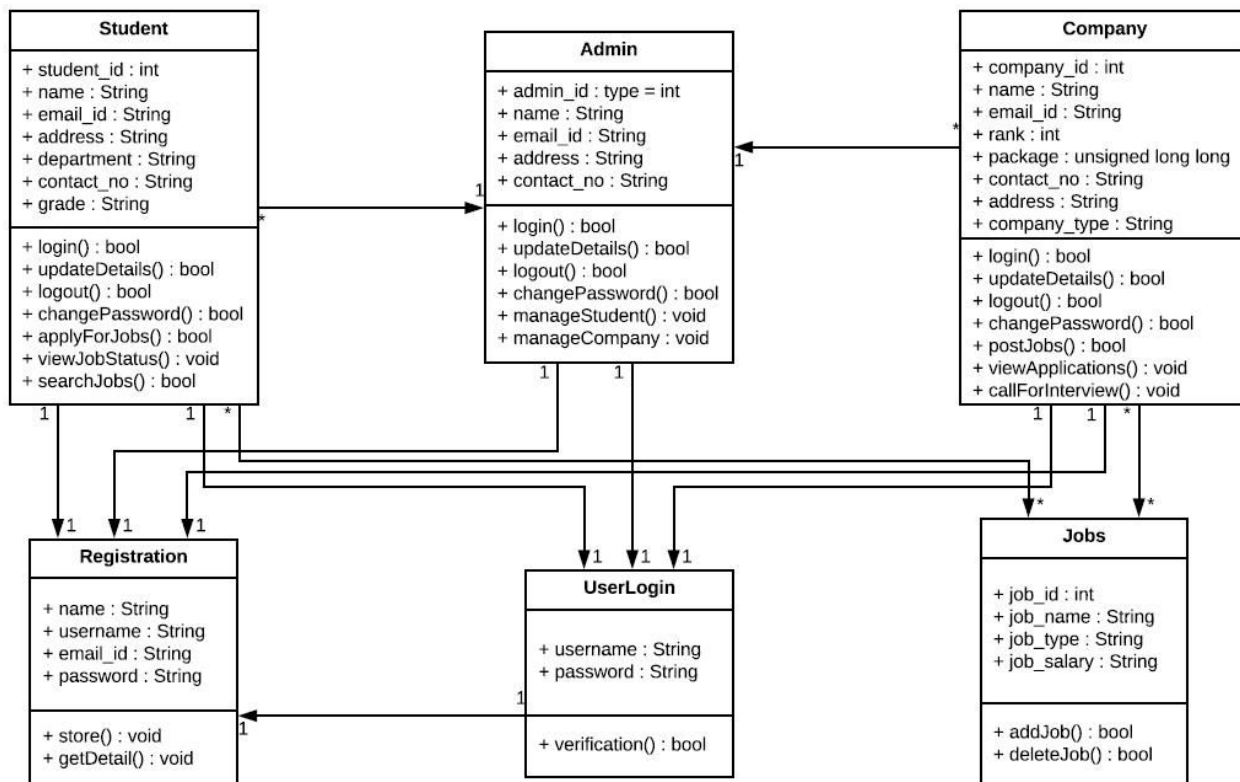 Student
+ student_id : int
+ name : String
+ email_id : String
+ address : String
+ department : String
+ contact_no : String
+ grade : String
+ login() : bool
+ updateDetails() : bool
+ logout() : bool
+ changePassword() : bool
+ applyForJobs() : bool
+ viewJobStatus() : void
+ searchJobs() : bool
*
1
1
1
*
Admin
+ admin_id : type = int
+ name : String
+ email_id : String
+ address : String
+ contact_no : String
+ login() : bool
+ updateDetails() : bool
+ logout() : bool
+ changePassword() : bool
+ manageStudent() : void
+ manageCompany : void
1
1
1
*
Company
+ company_id : int
+ name : String
+ email_id : String
+ rank : int
+ package : unsigned long long
+ contact_no : String
+ address : String
+ company_type : String
+ login() : bool
+ updateDetails() : bool
+ logout() : bool
+ changePassword() : bool
+ postJobs() : bool
+ viewApplications() : void
+ callForInterview() : void
1
1
*
1
1
1
Registration
+ name : String
+ username : String
+ email_id : String
+ password : String
+ store() : void
+ getDetail() : void
1
1
1
1
1
UserLogin
+ username : String
+ password : String
+ verification() : bool
*
*
Jobs
+ job_id : int
+ job_name : String
+ job_type : String
+ job_salary : String
+ addJob() : bool
+ deleteJob() : bool